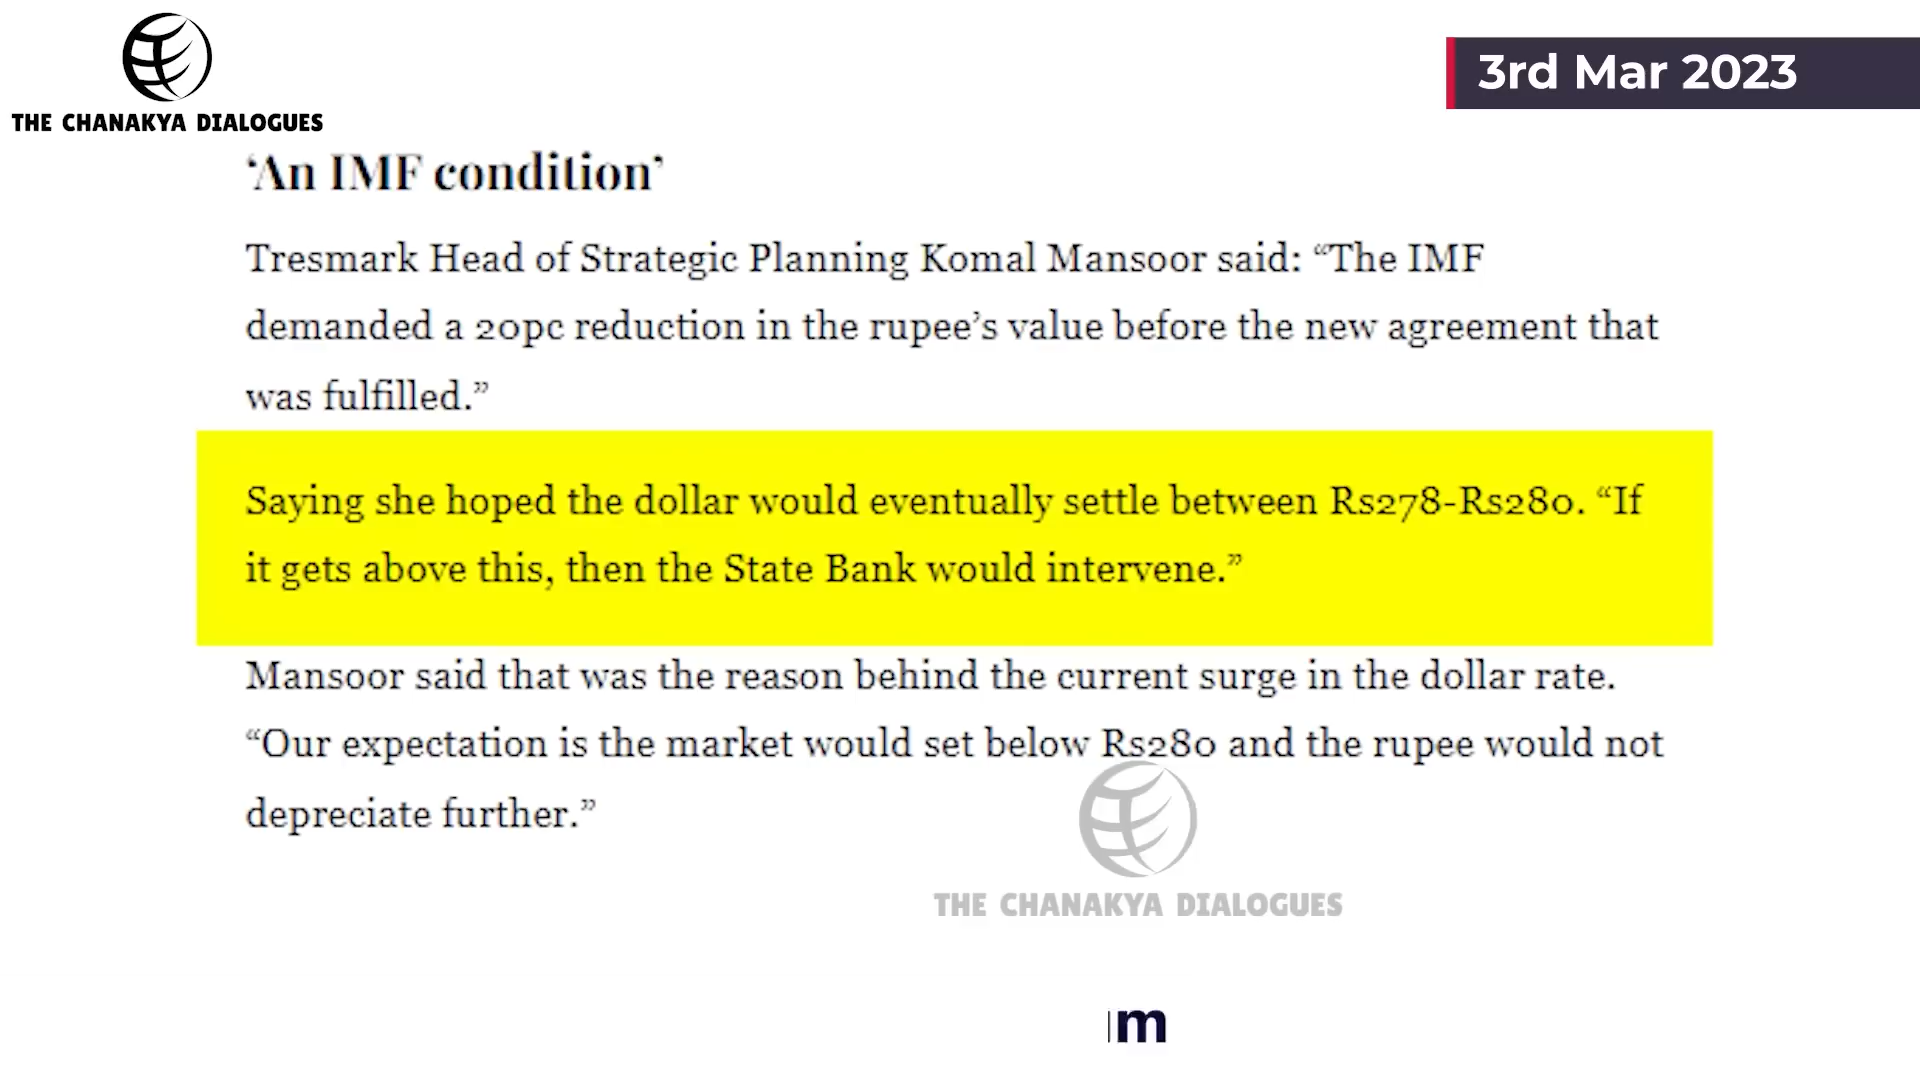 THE CHANAKYA DIALOGUES
3rd Mar 2023
‘An IMF condition’
Tresmark Head of Strategic Planning Komal Mansoor said: “The IMF
demanded a 20pc reduction in the rupee’s value before the new agreement that
was fulfilled.”
Saying she hoped the dollar would eventually settle between Rs278-Rs280. “If
it gets above this, then the State Bank would intervene.”
Mansoor said that was the reason behind the current surge in the dollar rate.
“Our expectation is the market would set below Rs280 and the rupee would not
depreciate further.”
THE CHANAKYA DIALOGUES
m